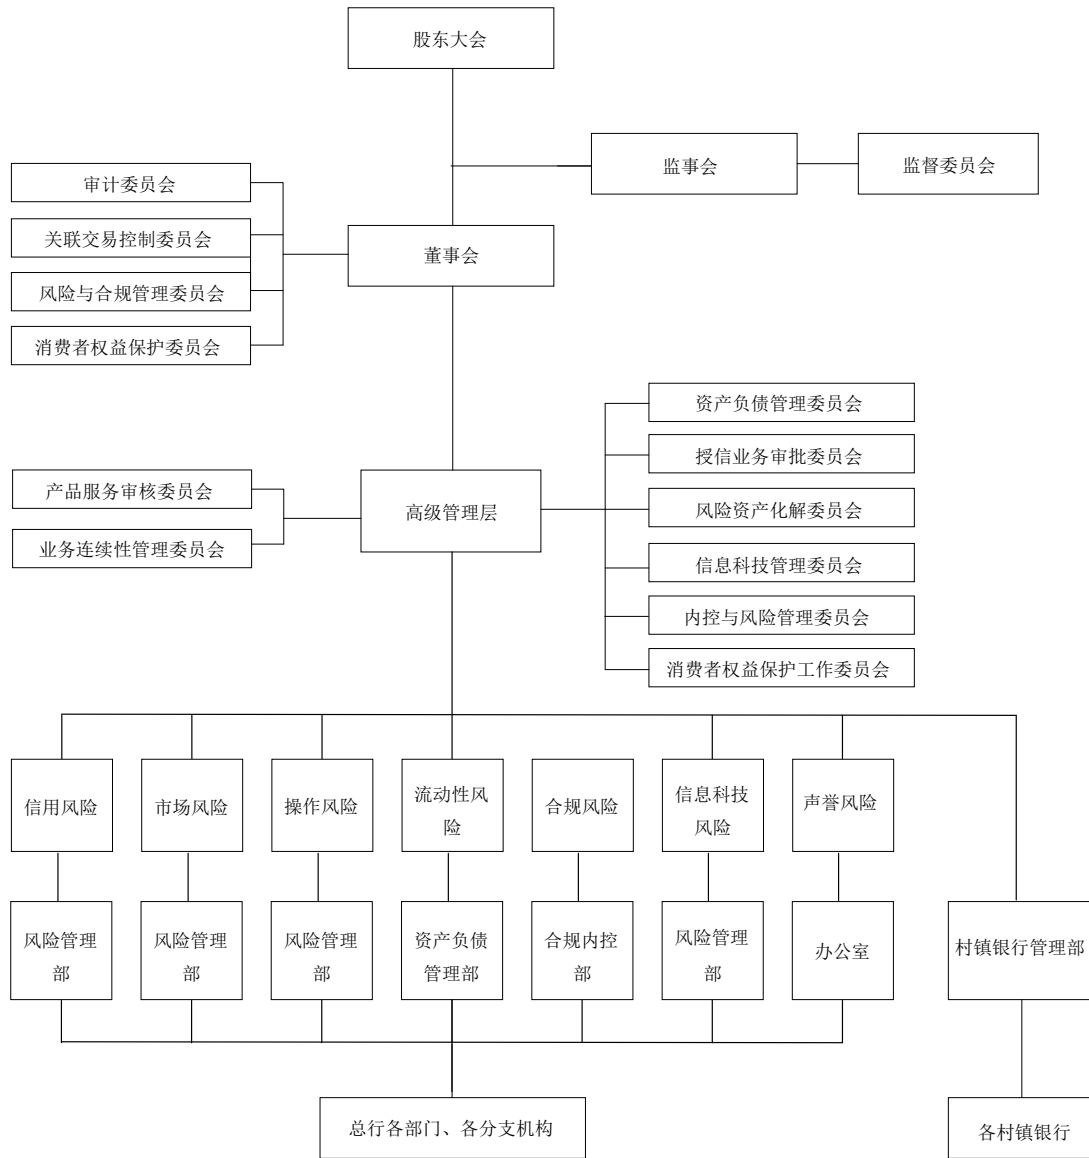 股东大会
监事会
监督委员会
审计委员会
关联交易控制委员会
董事会
风险与合规管理委员会
消费者权益保护委员会
资产负债管理委员会
授信业务审批委员会
产品服务审核委员会
高级管理层
风险资产化解委员会
业务连续性管理委员会
信息科技管理委员会
内控与风险管理委员会
消费者权益保护工作委员会
信用风险
市场风险
操作风险
流动性风
险
合规风险
信息科技
风险
声誉风险
风险管理
部
风险管理
部
风险管理
部
资产负债
管理部
合规内控
部
风险管理
部
办公室
村镇银行管理部
总行各部门、各分支机构
各村镇银行